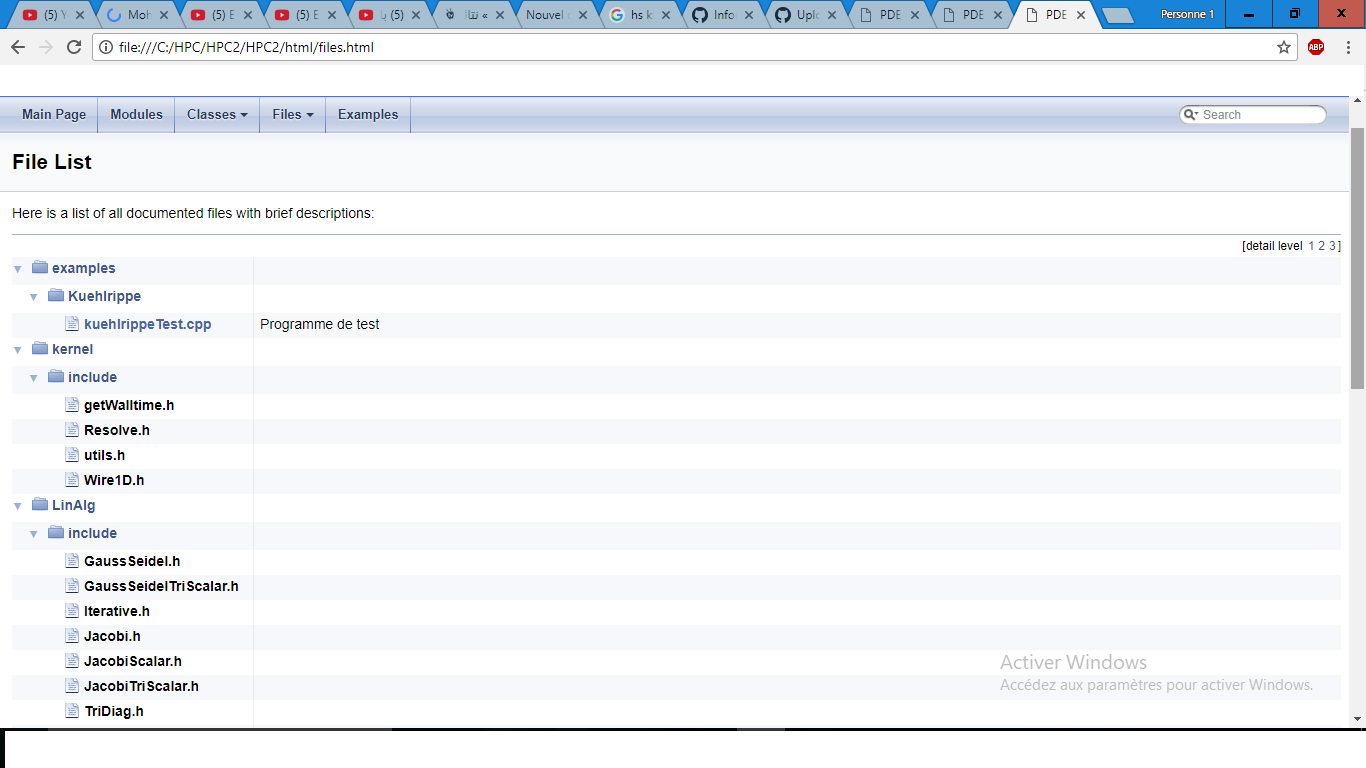 (5) Y
Moh
(5) E
(5) E
(5)
Nouvel
hs k
Info
Uplo
PDE
PDE
PDE
Personne 1
file:///C:/HPC/HPC2/HPC2/html/files.html
ABP
Main Page
Modules
Classes
Files
Examples
Search
File List
Here is a list of all documented files with brief descriptions:
[detail level 1 2 3]
examples
Kuehlrippe
kuehlrippeTest.cpp Programme de test
kernel
include
getWalltime.h
Resolve.h
utils.h
Wire1D.h
LinAlg
include
GaussSeidel.h
GaussSeidelTriScalar.h
Iterative.h
Jacobi.h
JacobiScalar.h
JacobiTriScalar.h
TriDiag.h
Activer Windows
Accédez aux paramètres pour activer Windows.